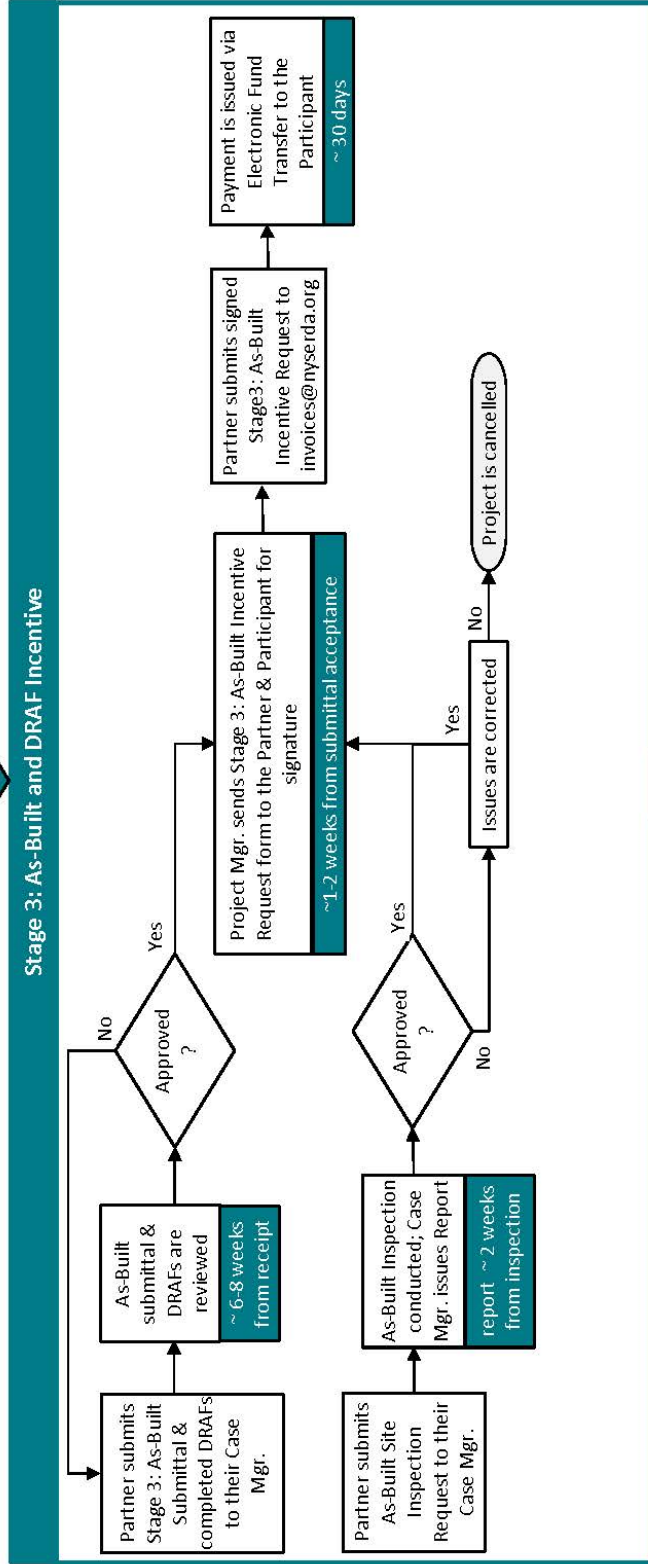 Stage 3: As-Built and DRAF Incentive
Partner submits
Stage 3: As-Built
Submittal &
completed DRAFs
to their Case
Mgr.
As-Built
submittal &
DRAFs are
reviewed
~ 6-8 weeks
from receipt
Approved
?
No
Yes
Project Mgr. sends Stage 3: As-Built Incentive
Request form to the Partner & Participant for
signature
~1-2 weeks from submittal acceptance
Partner submits signed
Stage3: As-Built
Incentive Request to
invoices@nyserda.org
Payment is issued via
Electronic Fund
Transfer to the
Participant
~ 30 days
Partner submits
As-Built Site
Inspection
Request to their
Case Mgr.
As-Built Inspection
conducted; Case
Mgr. issues Report
report ~ 2 weeks
from inspection
Approved
?
Yes
No
Issues are corrected
Yes
No
Project is cancelled